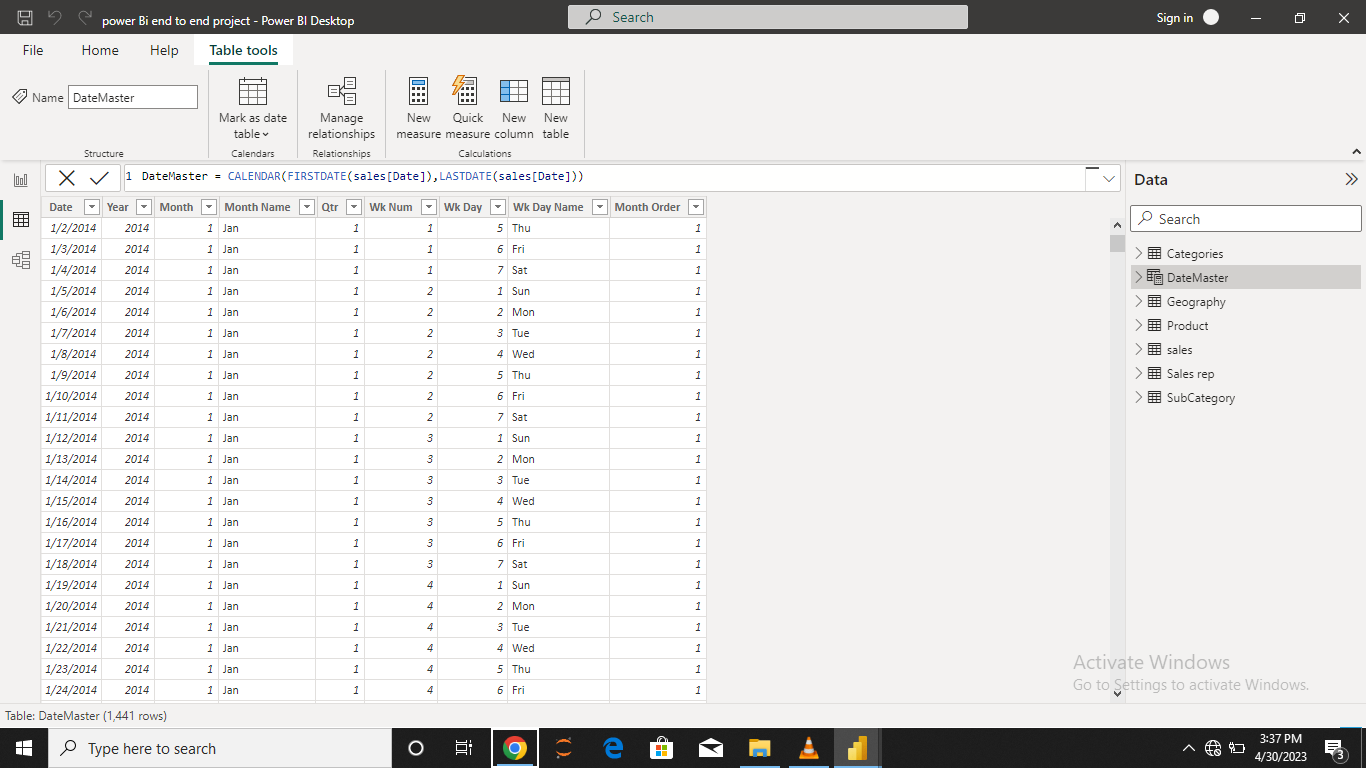 power Bi end to end project - Power BI Desktop
Search
Sign in
File Home Help Table tools
Name DateMaster
Mark as date table
Manage relationships
New measure
Quick measure
New column
New table
Structure Calendars Relationships Calculations
1 DateMaster = CALENDAR(FIRSTDATE(sales[Date]),LASTDATE(sales[Date]))
Date Year Month Month Name Qtr Wk Num Wk Day Wk Day Name Month Order
1/2/2014 2014 1 Jan 1 1 5 Thu 1
1/3/2014 2014 1 Jan 1 1 6 Fri 1
1/4/2014 2014 1 Jan 1 1 7 Sat 1
1/5/2014 2014 1 Jan 1 2 1 Sun 1
1/6/2014 2014 1 Jan 1 2 2 Mon 1
1/7/2014 2014 1 Jan 1 2 3 Tue 1
1/8/2014 2014 1 Jan 1 2 4 Wed 1
1/9/2014 2014 1 Jan 1 2 5 Thu 1
1/10/2014 2014 1 Jan 1 2 6 Fri 1
1/11/2014 2014 1 Jan 1 2 7 Sat 1
1/12/2014 2014 1 Jan 1 3 1 Sun 1
1/13/2014 2014 1 Jan 1 3 2 Mon 1
1/14/2014 2014 1 Jan 1 3 3 Tue 1
1/15/2014 2014 1 Jan 1 3 4 Wed 1
1/16/2014 2014 1 Jan 1 3 5 Thu 1
1/17/2014 2014 1 Jan 1 3 6 Fri 1
1/18/2014 2014 1 Jan 1 3 7 Sat 1
1/19/2014 2014 1 Jan 1 4 1 Sun 1
1/20/2014 2014 1 Jan 1 4 2 Mon 1
1/21/2014 2014 1 Jan 1 4 3 Tue 1
1/22/2014 2014 1 Jan 1 4 4 Wed 1
1/23/2014 2014 1 Jan 1 4 5 Thu 1
1/24/2014 2014 1 Jan 1 4 6 Fri 1
Data
Search
Categories
DateMaster
Geography
Product
sales
Sales rep
SubCategory
Activate Windows
Go to Settings to activate Windows.
Table: DateMaster (1,441 rows)
Type here to search
3:37 PM
4/30/2023
3